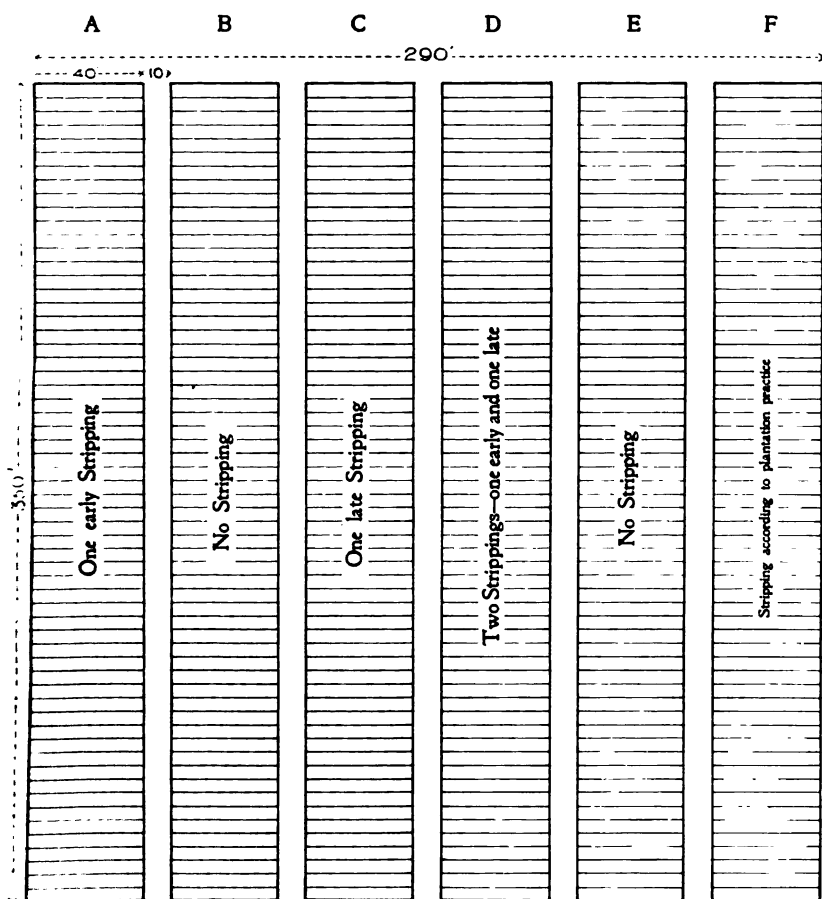 A B C D E F
290'
40 10
One early Stripping
No Stripping
One late Stripping
Two Strippings—one early and one late
No Stripping
Stripping according to plantation practice